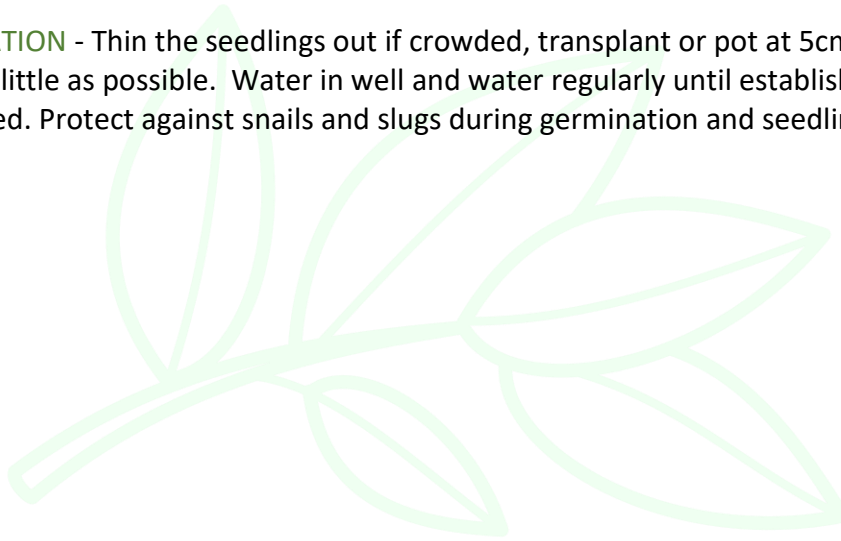 TION - Thin the seedlings out if crowded, transplant or pot at 5cm
little as possible.  Water in well and water regularly until establis
ed. Protect against snails and slugs during germination and seedli